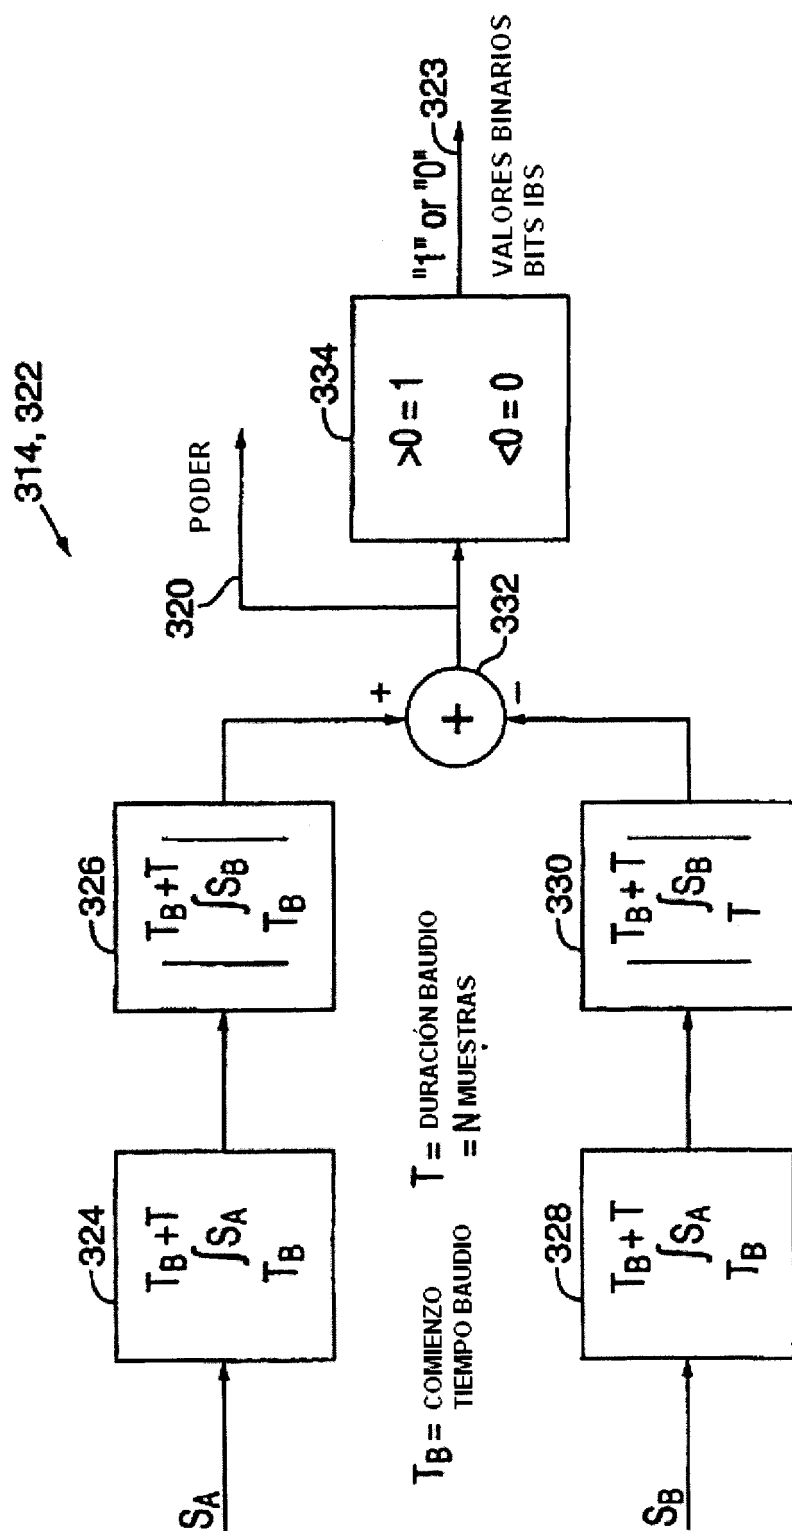 314, 322
324
T_B+T
∫S_A
T_B
S_A
326
T_B+T
|∫S_B|
T_B
320
PODER
+
+
−
332
334
>0=1
<0=0
"1" or "0"
323
VALORES BINARIOS
BITS IBS
T_B= COMIENZO
TIEMPO BAUDIO
T= DURACIÓN BAUDIO
=N MUESTRAS
328
T_B+T
∫S_A
T_B
S_B
330
T_B+T
|∫S_B|
T